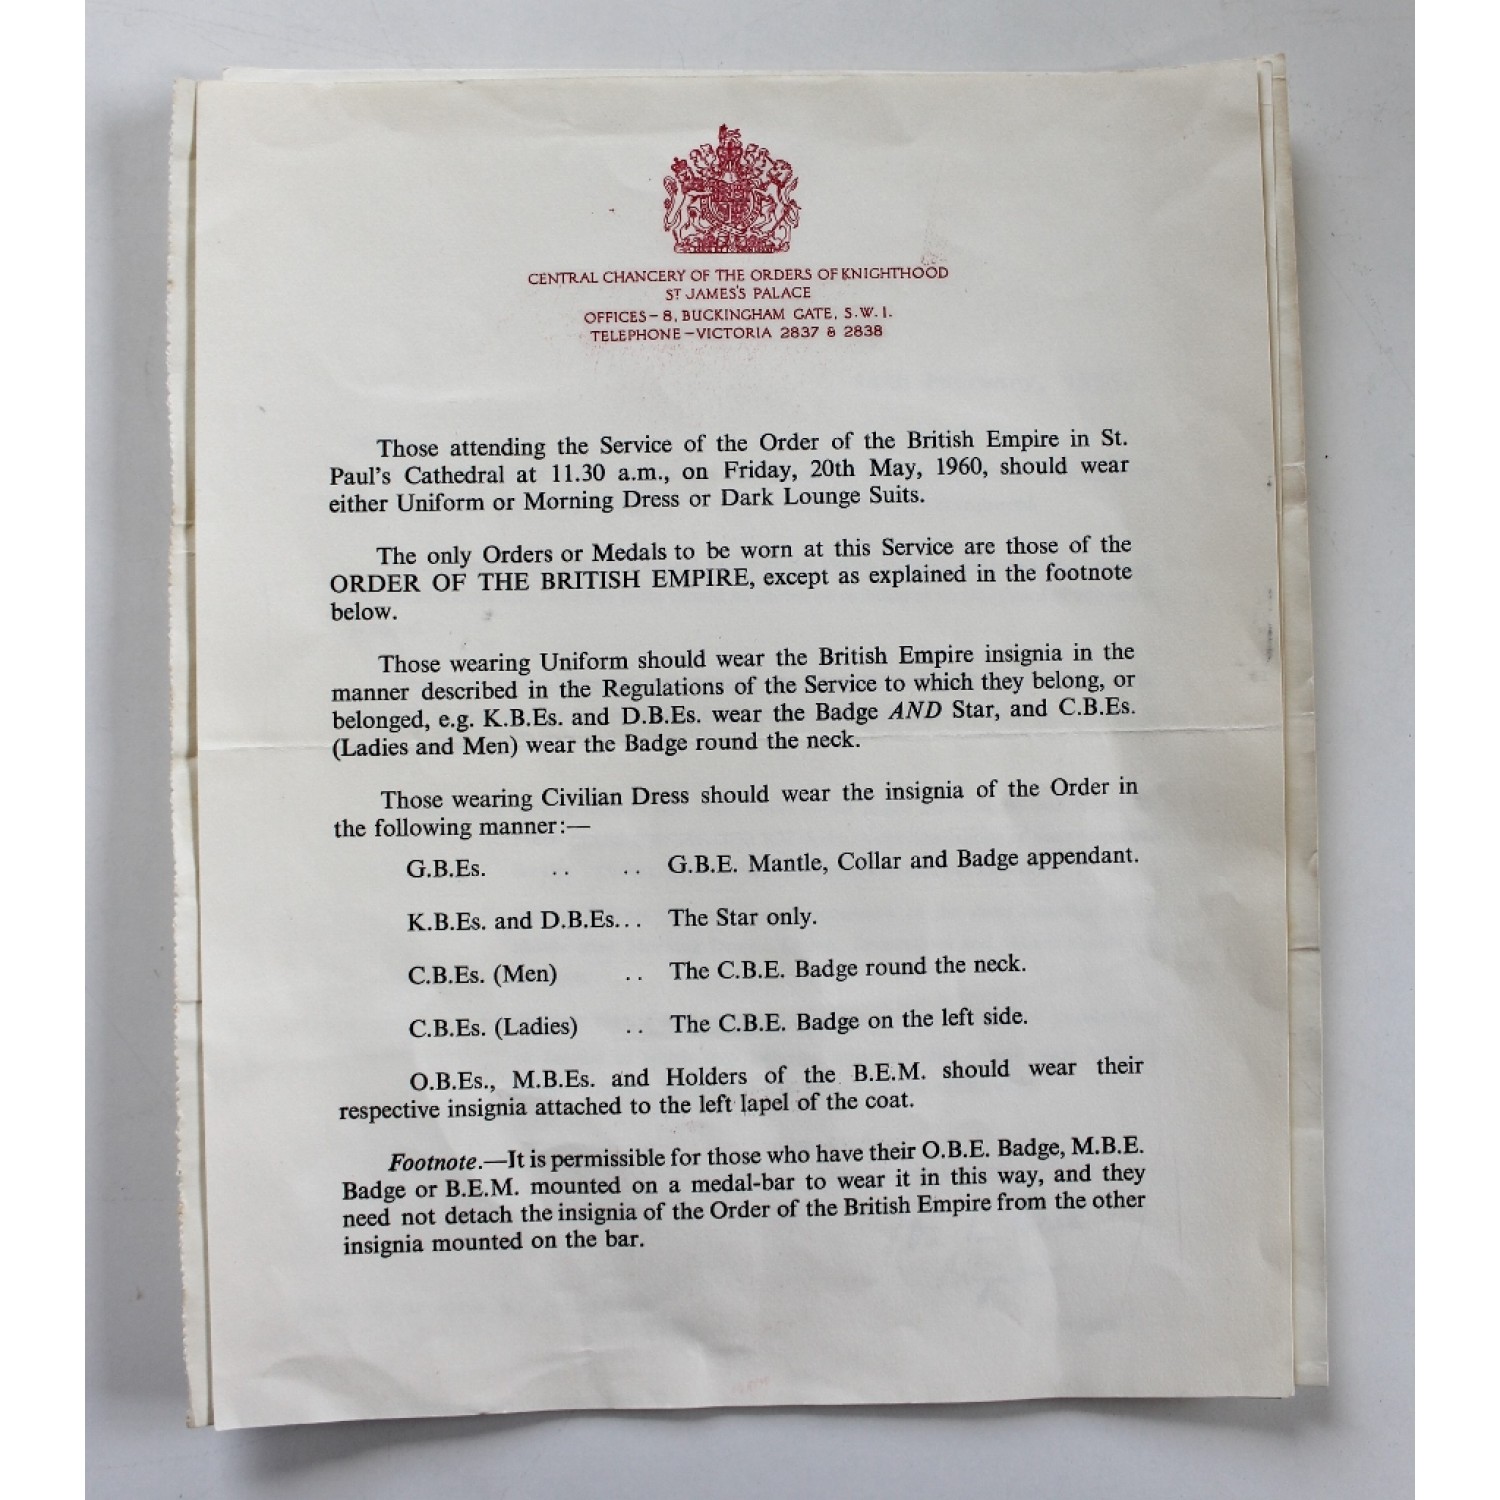 CENTRAL CHANCERY OF THE ORDERS OF KNIGHTHOOD
ST JAMES'S PALACE
OFFICES – 8, BUCKINGHAM GATE, S.W.1.
TELEPHONE – VICTORIA 2837 & 2838
Those attending the Service of the Order of the British Empire in St.
Paul's Cathedral at 11.30 a.m., on Friday, 20th May, 1960, should wear
either Uniform or Morning Dress or Dark Lounge Suits.
The only Orders or Medals to be worn at this Service are those of the
ORDER OF THE BRITISH EMPIRE, except as explained in the footnote
below.
Those wearing Uniform should wear the British Empire insignia in the
manner described in the Regulations of the Service to which they belong, or
belonged, e.g. K.B.Es. and D.B.Es. wear the Badge AND Star, and C.B.Es.
(Ladies and Men) wear the Badge round the neck.
Those wearing Civilian Dress should wear the insignia of the Order in
the following manner:—
G.B.Es. .. .. G.B.E. Mantle, Collar and Badge appendant.
K.B.Es. and D.B.Es. .. The Star only.
C.B.Es. (Men) .. The C.B.E. Badge round the neck.
C.B.Es. (Ladies) .. The C.B.E. Badge on the left side.
O.B.Es., M.B.Es. and Holders of the B.E.M. should wear their
respective insignia attached to the left lapel of the coat.
Footnote.—It is permissible for those who have their O.B.E. Badge, M.B.E.
Badge or B.E.M. mounted on a medal-bar to wear it in this way, and they
need not detach the insignia of the Order of the British Empire from the other
insignia mounted on the bar.